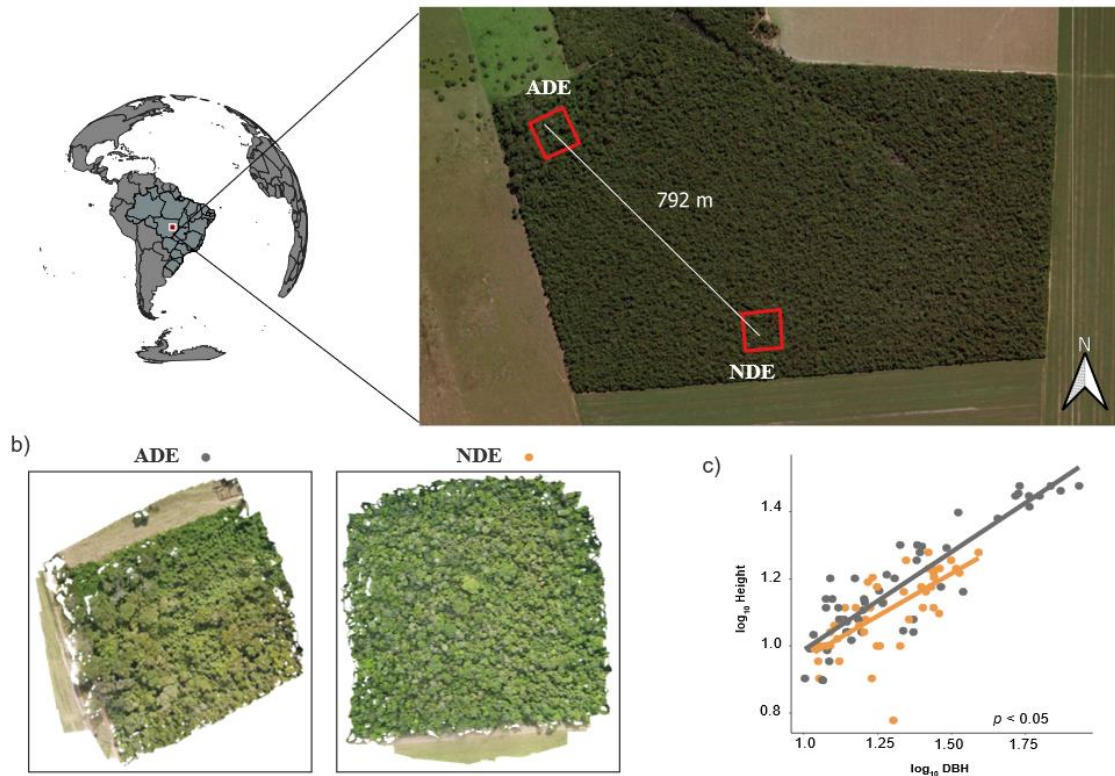 ADE
792 m
NDE
N
b)
ADE
NDE
c)
log₁₀ Height
1.4
1.2
1.0
0.8
p < 0.05
1.0
1.25
1.50
1.75
log₁₀ DBH